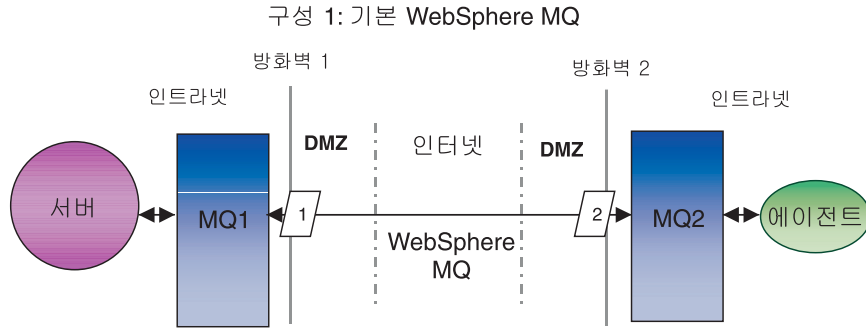 구성 1: 기본 WebSphere MQ
방화벽 1
방화벽 2
인트라넷
인트라넷
DMZ
인터넷
DMZ
서버
MQ1
1
2
MQ2
에이전트
WebSphere
MQ